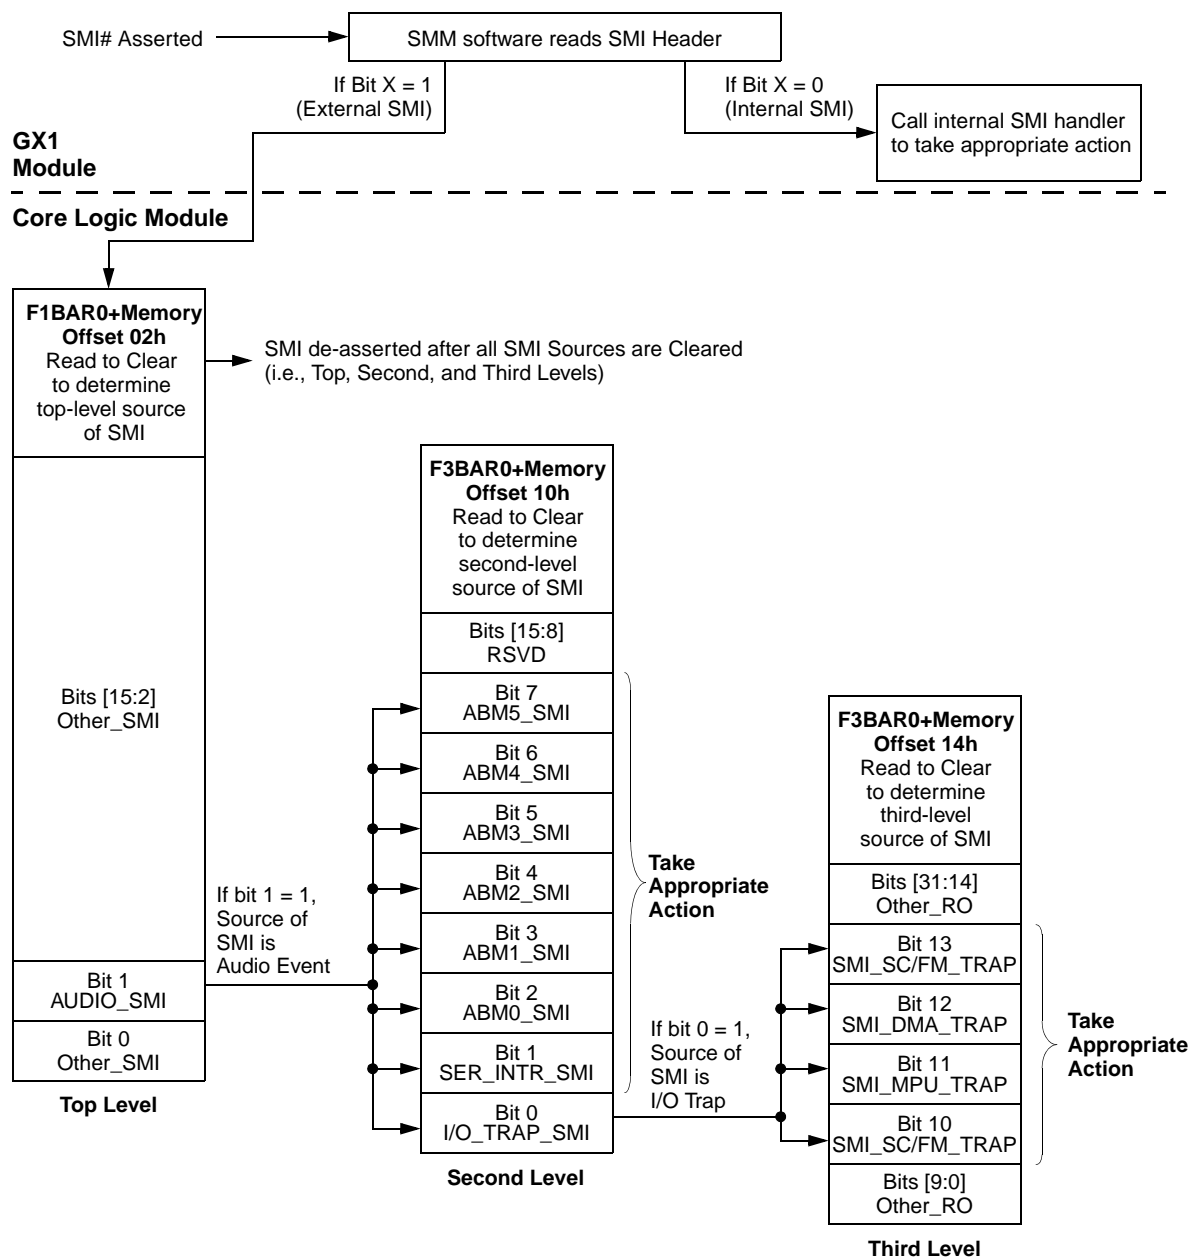 SMI# Asserted
SMM software reads SMI Header
If Bit X = 1
(External SMI)
If Bit X = 0
(Internal SMI)
Call internal SMI handler
to take appropriate action
GX1
Module
Core Logic Module
F1BAR0+Memory
Offset 02h
Read to Clear
to determine
top-level source
of SMI
SMI de-asserted after all SMI Sources are Cleared
(i.e., Top, Second, and Third Levels)
Bits [15:2]
Other_SMI
Bit 1
AUDIO_SMI
Bit 0
Other_SMI
Top Level
If bit 1 = 1,
Source of
SMI is
Audio Event
F3BAR0+Memory
Offset 10h
Read to Clear
to determine
second-level
source of SMI
Bits [15:8]
RSVD
Bit 7
ABM5_SMI
Bit 6
ABM4_SMI
Bit 5
ABM3_SMI
Bit 4
ABM2_SMI
Bit 3
ABM1_SMI
Bit 2
ABM0_SMI
Bit 1
SER_INTR_SMI
Bit 0
I/O_TRAP_SMI
Second Level
Take
Appropriate
Action
If bit 0 = 1,
Source of
SMI is
I/O Trap
F3BAR0+Memory
Offset 14h
Read to Clear
to determine
third-level
source of SMI
Bits [31:14]
Other_RO
Bit 13
SMI_SC/FM_TRAP
Bit 12
SMI_DMA_TRAP
Bit 11
SMI_MPU_TRAP
Bit 10
SMI_SC/FM_TRAP
Bits [9:0]
Other_RO
Third Level
Take
Appropriate
Action